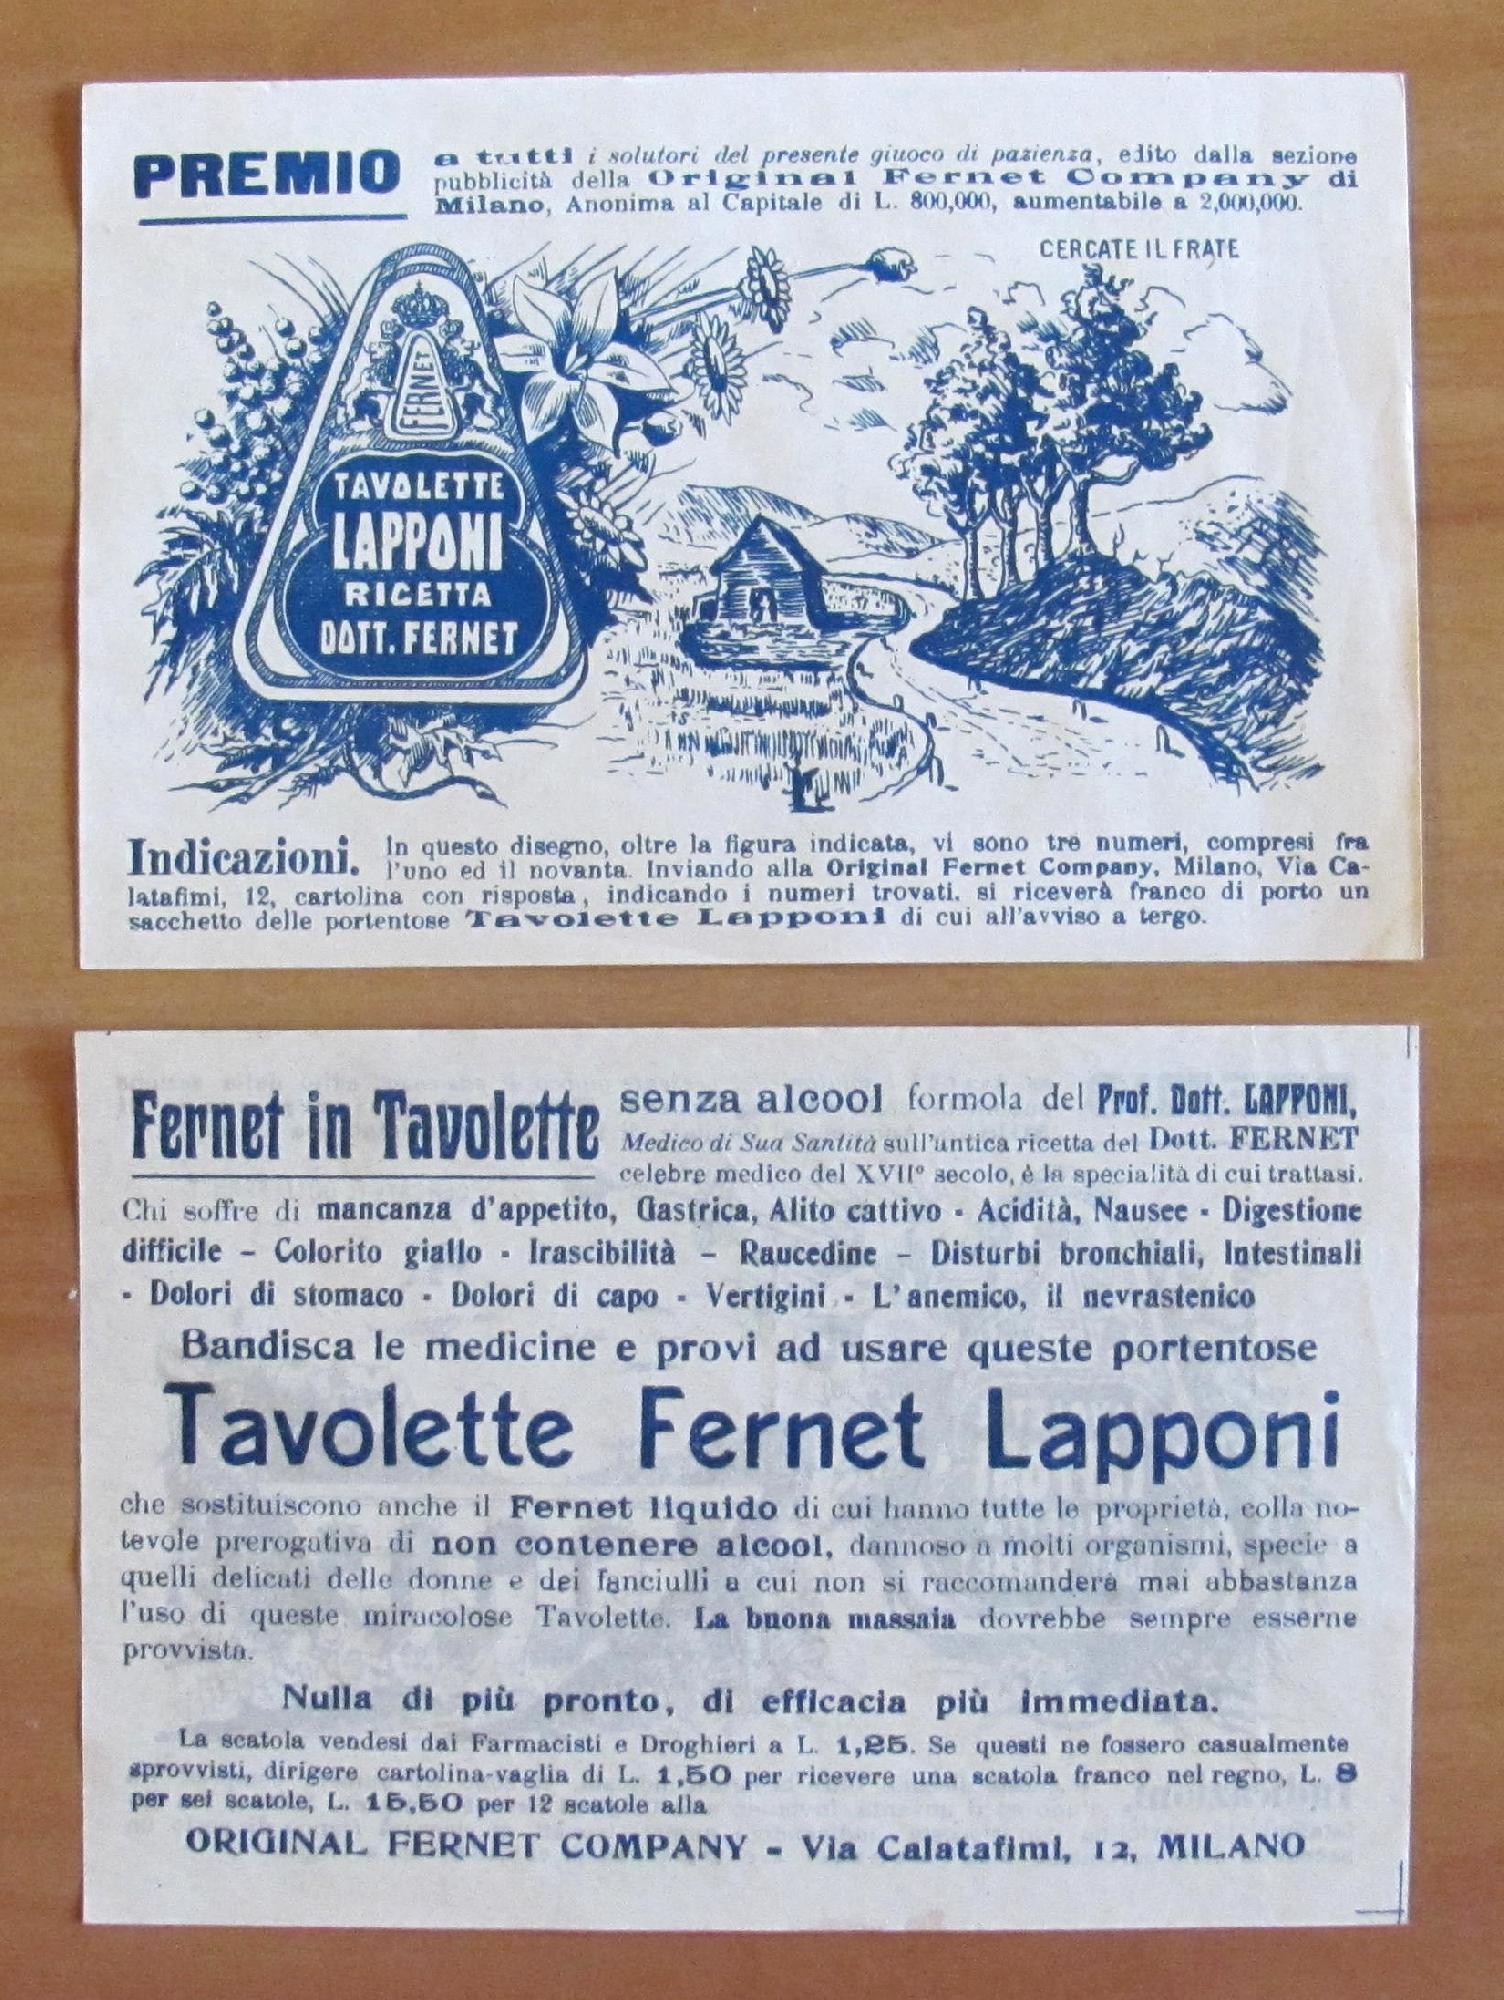 PREMIO a tutti i solutori del presente giuoco di pazienza, edito dalla sezione
pubblicità della Original Fernet Company di
Milano, Anonima al Capitale di L. 800,000, aumentabile a 2,000,000.
CERCATE IL FRATE
FERNET
TAVOLETTE
LAPPONI
RICETTA
DOTT. FERNET
Indicazioni. In questo disegno, oltre la figura indicata, vi sono tre numeri, compresi fra
l'uno ed il novanta. Inviando alla Original Fernet Company, Milano, Via Ca-
latafimi, 12, cartolina con risposta, indicando i numeri trovati, si riceverà franco di porto un
sacchetto delle portentose Tavolette Lapponi di cui all'avviso a tergo.
Fernet in Tavolette senza alcool formola del Prof. Dott. LAPPONI,
Medico di Sua Santità sull'antica ricetta del Dott. FERNET
celebre medico del XVII° secolo, è la specialità di cui trattasi.
Chi soffre di mancanza d'appetito, Gastrica, Alito cattivo - Acidità, Nausee - Digestione
difficile - Colorito giallo - Irascibilità - Raucedine - Disturbi bronchiali, Intestinali
- Dolori di stomaco - Dolori di capo - Vertigini - L'anemico, il nevrastenico
Bandisca le medicine e provi ad usare queste portentose
Tavolette Fernet Lapponi
che sostituiscono anche il Fernet liquido di cui hanno tutte le proprietà, colla no-
tevole prerogativa di non contenere alcool, dannoso a molti organismi, specie a
quelli delicati delle donne e dei fanciulli a cui non si raccomanderà mai abbastanza
l'uso di queste miracolose Tavolette. La buona massaia dovrebbe sempre esserne
provvista.
Nulla di più pronto, di efficacia più immediata.
La scatola vendesi dai Farmacisti e Droghieri a L. 1,25. Se questi ne fossero casualmente
sprovvisti, dirigere cartolina-vaglia di L. 1,50 per ricevere una scatola franco nel regno, L. 8
per sei scatole, L. 15,50 per 12 scatole alla
ORIGINAL FERNET COMPANY - Via Calatafimi, 12, MILANO